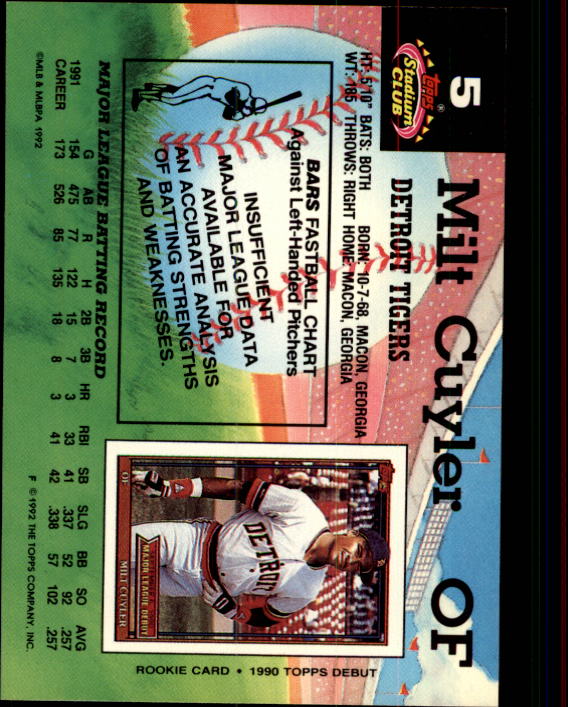 5
Topps
Stadium
CLUB
®
Milt Cuyler OF
DETROIT TIGERS
HT: 5'10" BATS: BOTH BORN: 10-7-68, MACON, GEORGIA
WT: 185 THROWS: RIGHT HOME: MACON, GEORGIA
BARS FASTBALL CHART
Against Left-Handed Pitchers
INSUFFICIENT
MAJOR LEAGUE DATA
AVAILABLE FOR
AN ACCURATE ANALYSIS
OF BATTING STRENGTHS
AND WEAKNESSES.
Topps
DETROIT
MAJOR LEAGUE DEBUT
OF MILT CUYLER
ROOKIE CARD • 1990 TOPPS DEBUT
MAJOR LEAGUE BATTING RECORD
G AB R H 2B 3B HR RBI SB SLG BB SO AVG
1991 154 475 77 122 15 7 3 33 41 .337 52 92 .257
CAREER 173 526 85 135 18 8 3 41 42 .338 57 102 .257
©MLB & MLBPA 1992 F ©1992 THE TOPPS COMPANY, INC.